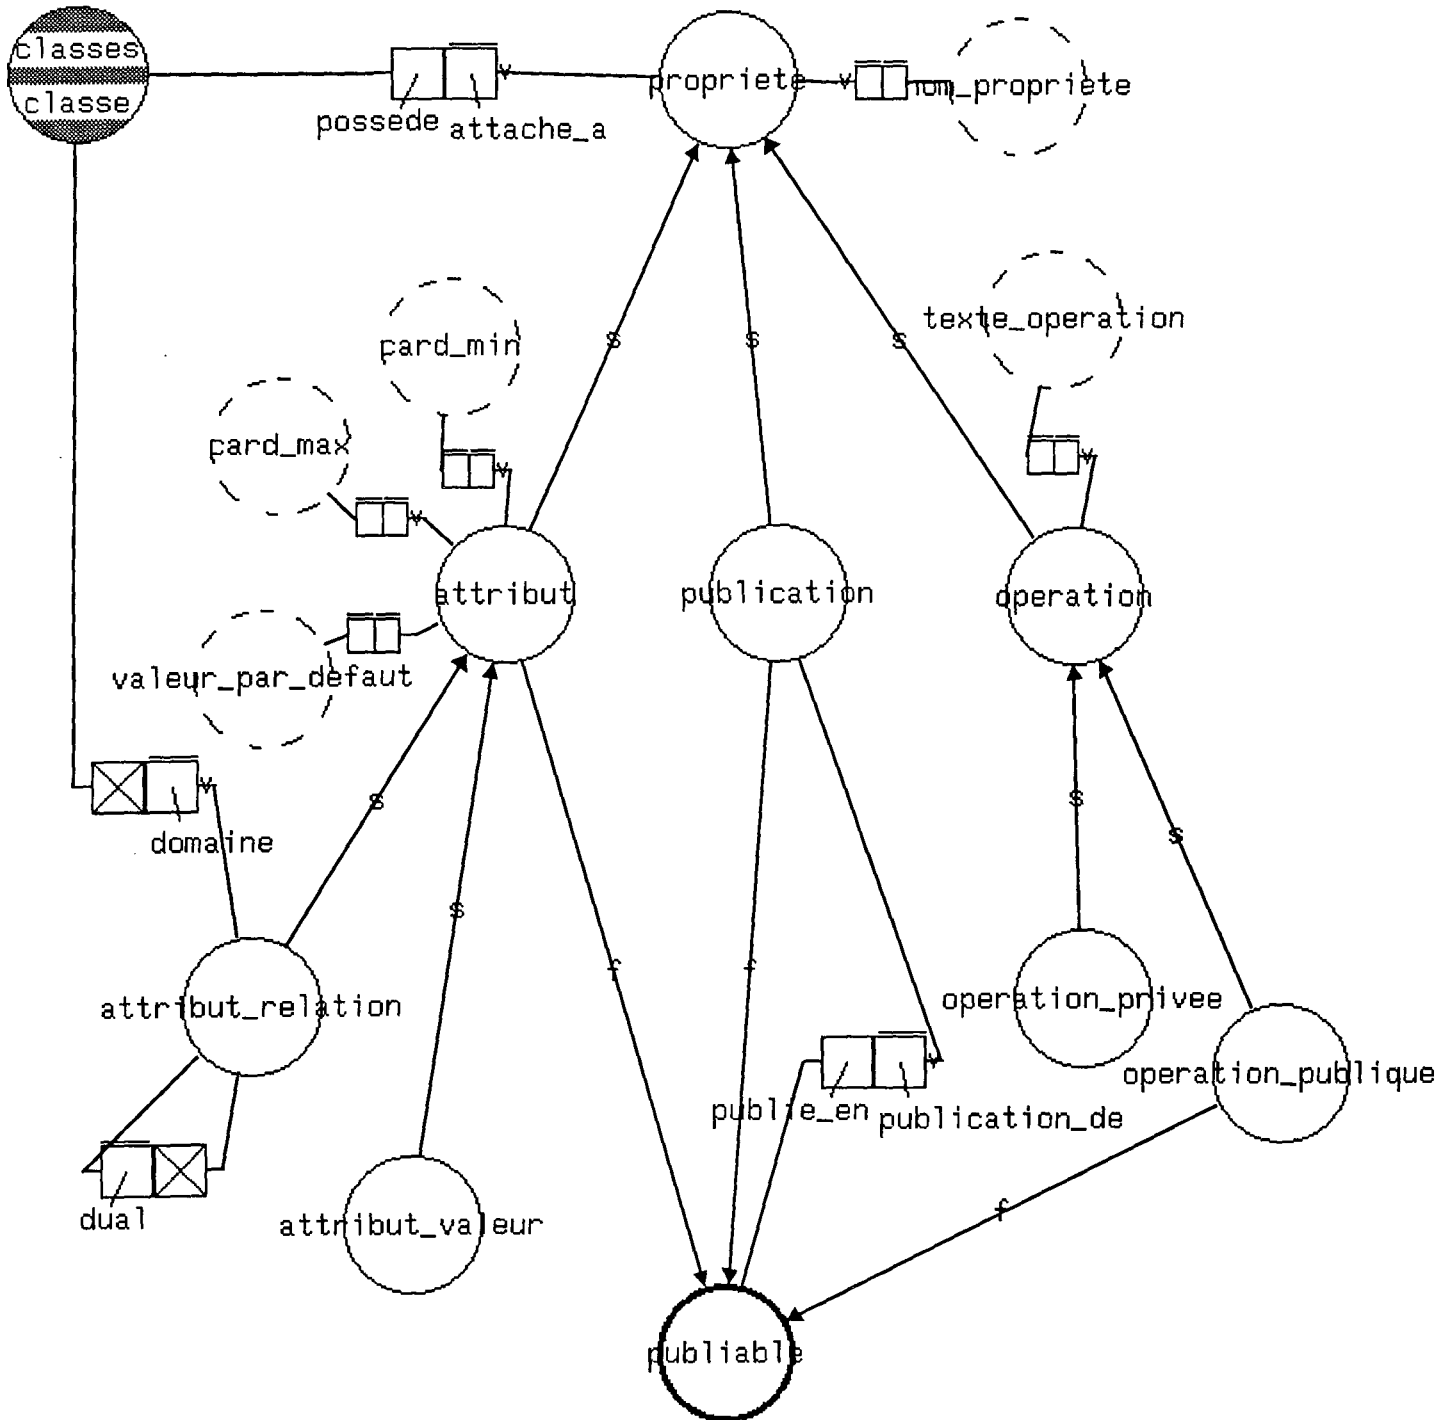 classes
classe
possede
attache_a
v
propriete
v
nom_propriete
card_min
texte_operation
s
s
s
card_max
v
v
v
attribut
publication
operation
valeur_par_defaut
v
domaine
s
s
s
s
f
f
attribut_relation
operation_privee
operation_publique
v
publie_en
publication_de
dual
attribut_valeur
f
publiable